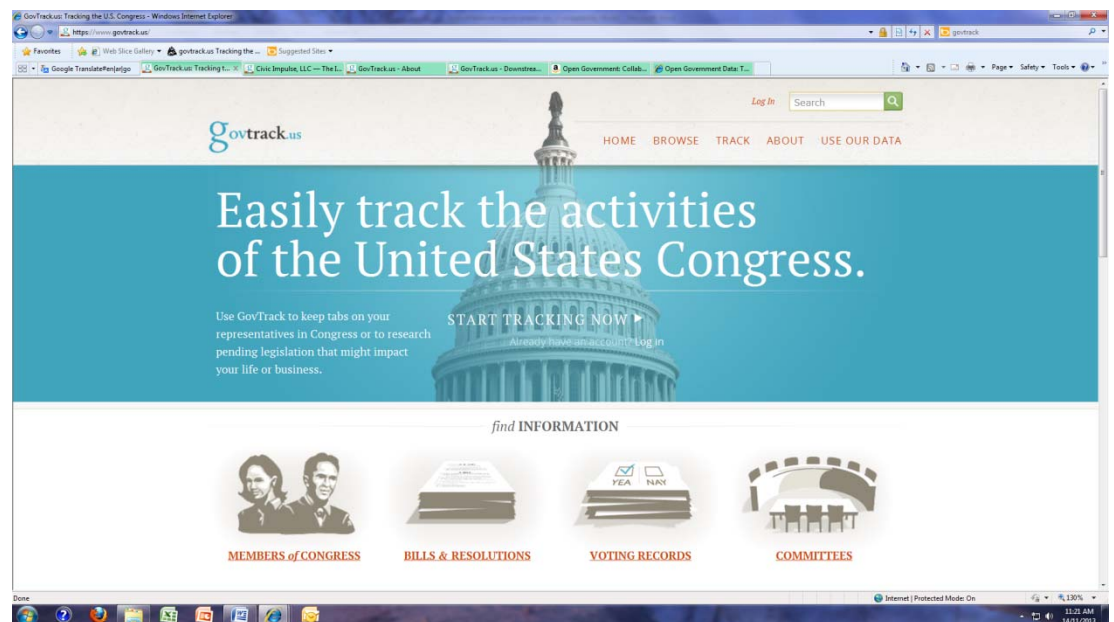 GovTrack.us: Tracking the U.S. Congress - Windows Internet Explorer
https://www.govtrack.us/
govtrack
Favorites Web Slice Gallery govtrack.us Tracking the ... Suggested Sites
Google Translate#en|ar|go GovTrack.us: Tracking t... Civic Impulse, LLC — The I... GovTrack.us - About GovTrack.us - Downstrea... Open Government: Collab... Open Government Data: T... Page Safety Tools
Log In Search
govtrack.us
HOME BROWSE TRACK ABOUT USE OUR DATA
Easily track the activities
of the United States Congress.
Use GovTrack to keep tabs on your
representatives in Congress or to research
pending legislation that might impact
your life or business.
START TRACKING NOW
Already have an account? Log in
find INFORMATION
YEA NAY
MEMBERS of CONGRESS BILLS & RESOLUTIONS VOTING RECORDS COMMITTEES
Done Internet | Protected Mode: On 130%
11:21 AM
14/11/2013